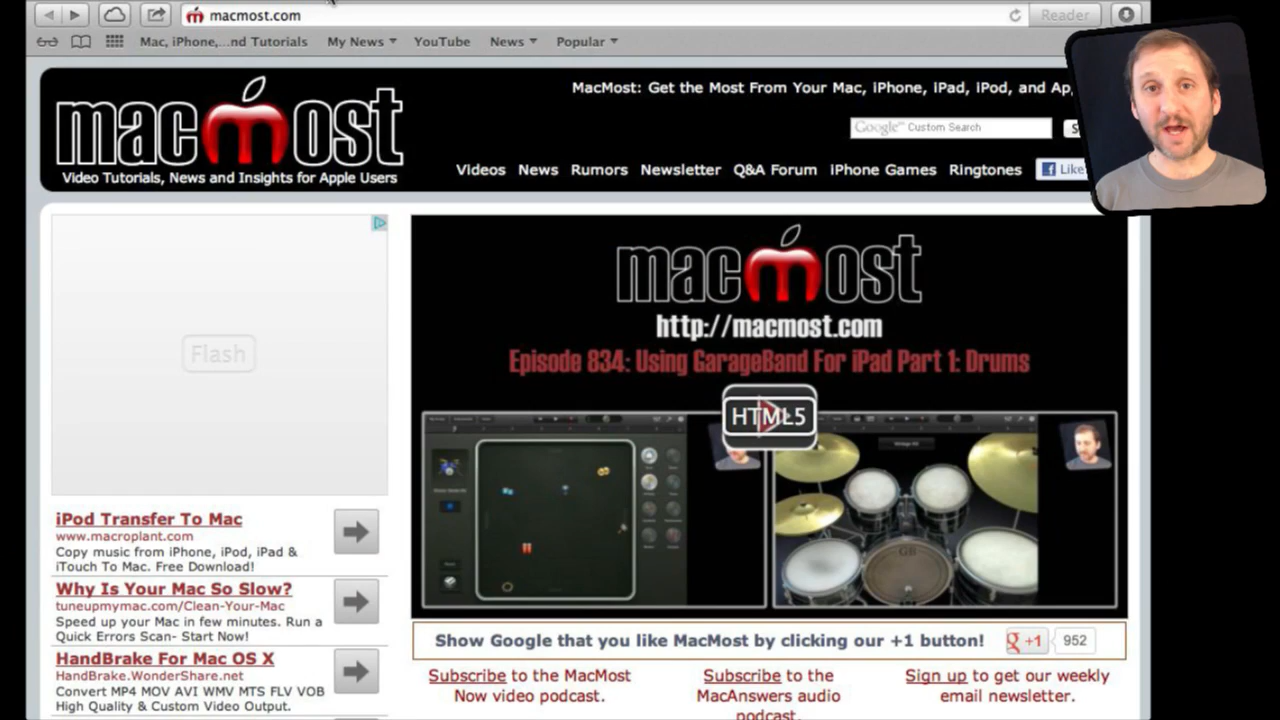 macmost.com
Reader
Mac, iPhone,...nd Tutorials
My News
YouTube
News
Popular
macmost
Video Tutorials, News and Insights for Apple Users
MacMost: Get the Most From Your Mac, iPhone, iPad, iPod, and Ap
Google Custom Search
S
Videos
News
Rumors
Newsletter
Q&A Forum
iPhone Games
Ringtones
Like
Flash
iPod Transfer To Mac
www.macroplant.com
Copy music from iPhone, iPod, iPad &
iTouch To Mac. Free Download!
Why Is Your Mac So Slow?
tuneupmymac.com/Clean-Your-Mac
Speed up your Mac in few minutes. Run a
Quick Errors Scan- Start Now!
HandBrake For Mac OS X
HandBrake.WonderShare.net
Convert MP4 MOV AVI WMV MTS FLV VOB
High Quality & Custom Video Output.
macmost
http://macmost.com
Episode 834: Using GarageBand For iPad Part 1: Drums
HTML5
GB
Show Google that you like MacMost by clicking our +1 button!
g +1
952
Subscribe to the MacMost
Now video podcast.
Subscribe to the
MacAnswers audio
podcast.
Sign up to get our weekly
email newsletter.